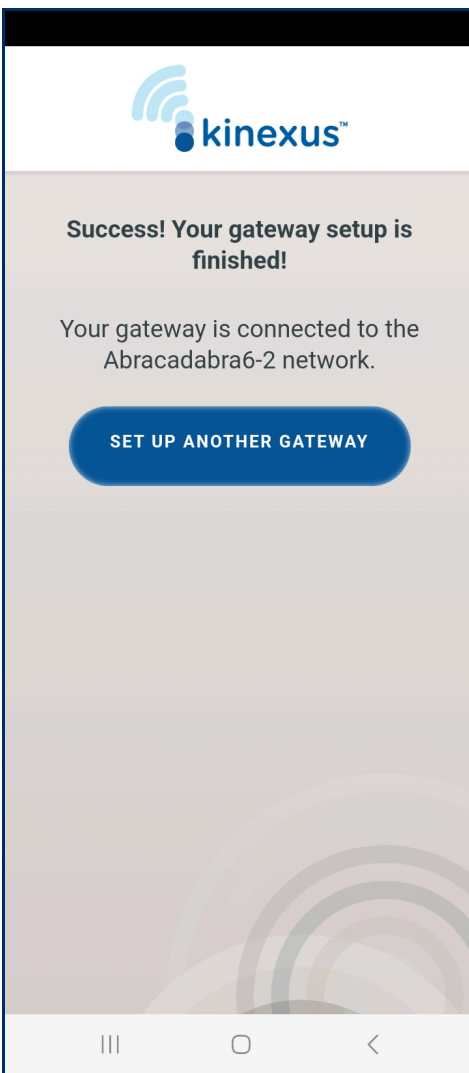 kinexus™
Success! Your gateway setup is
finished!
Your gateway is connected to the
Abracadabra6-2 network.
SET UP ANOTHER GATEWAY